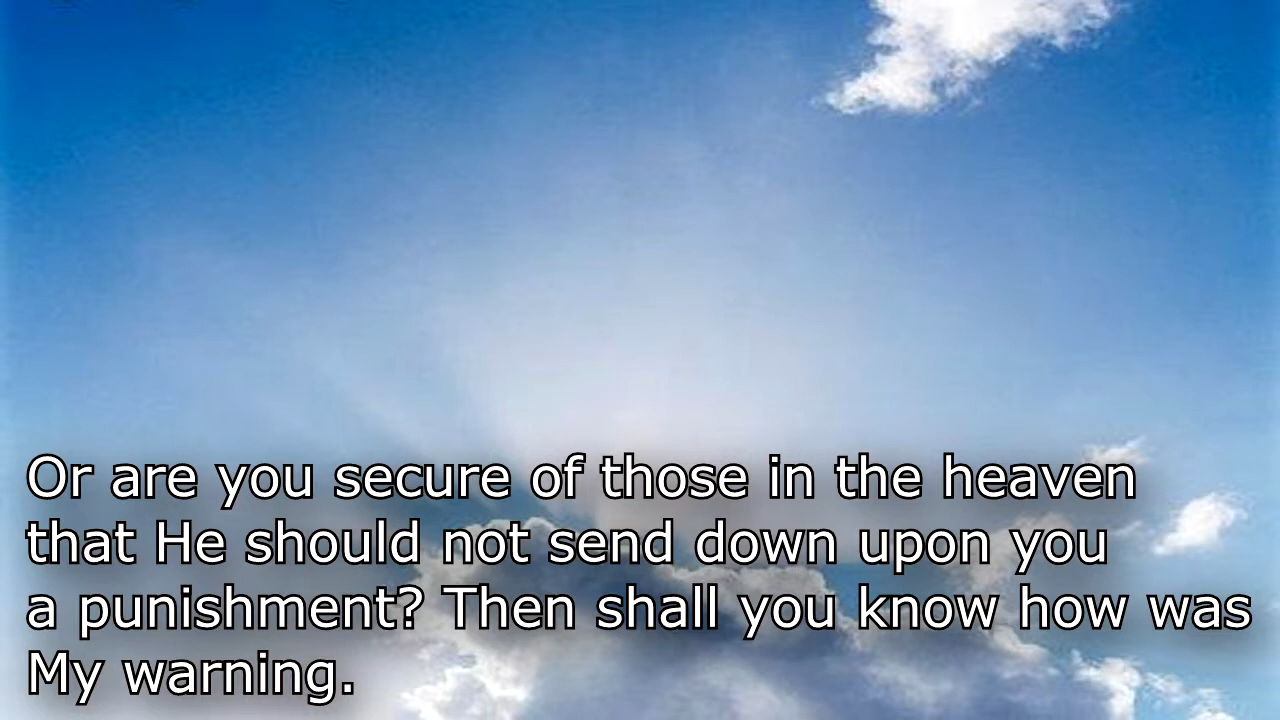 Or are you secure of those in the heaven
that He should not send down upon you
a punishment? Then shall you know how was
My warning.